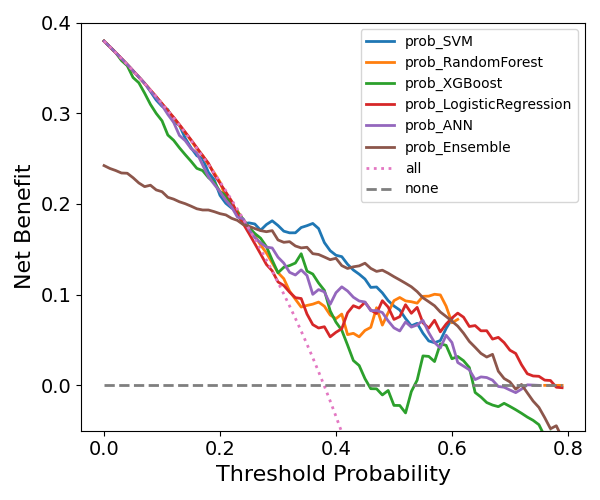 0.4
0.3
0.2
0.1
0.0
Net Benefit
prob_SVM
prob_RandomForest
prob_XGBoost
prob_LogisticRegression
prob_ANN
prob_Ensemble
all
none
0.0 0.2 0.4 0.6 0.8
Threshold Probability